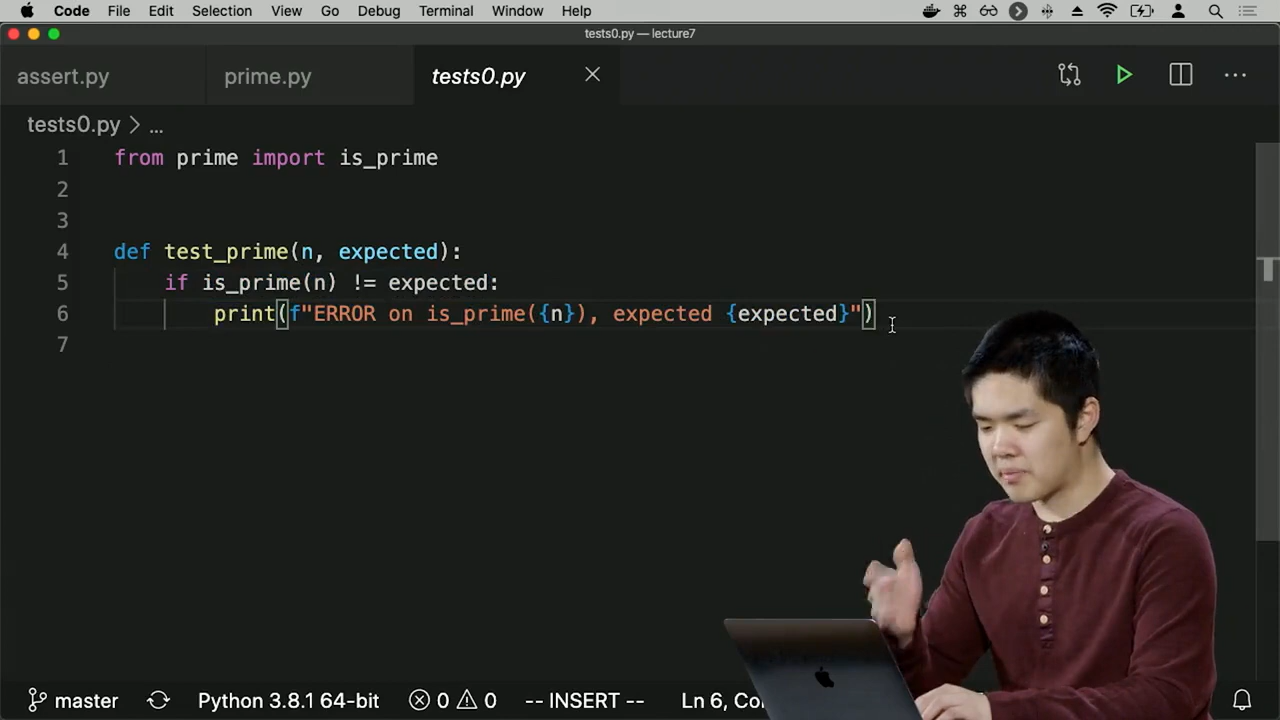 Code File Edit Selection View Go Debug Terminal Window Help
tests0.py — lecture7
assert.py prime.py tests0.py
tests0.py > ...
1 from prime import is_prime
2
3
4 def test_prime(n, expected):
5 if is_prime(n) != expected:
6 print(f"ERROR on is_prime({n}), expected {expected}")
7
master Python 3.8.1 64-bit 0 0 -- INSERT -- Ln 6,